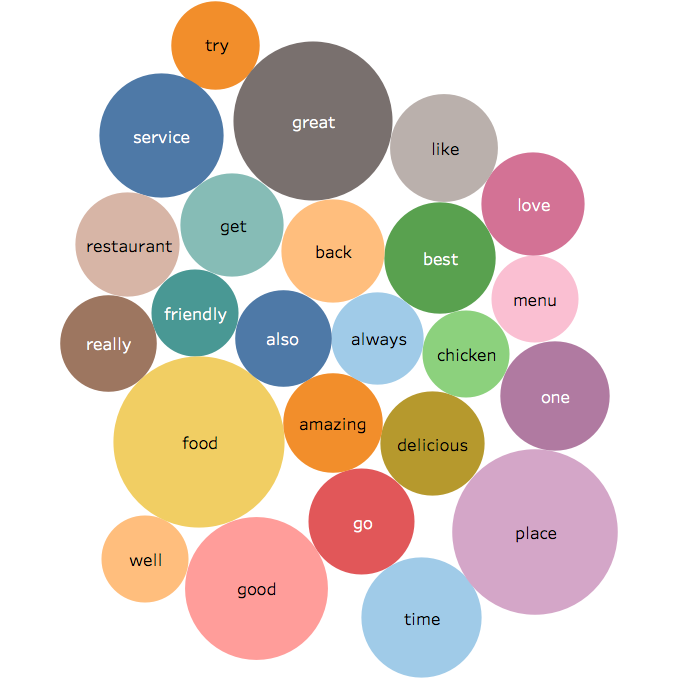 try
great
service
like
love
get
restaurant
back
best
menu
friendly
also
always
really
chicken
one
amazing
food
delicious
go
place
well
good
time